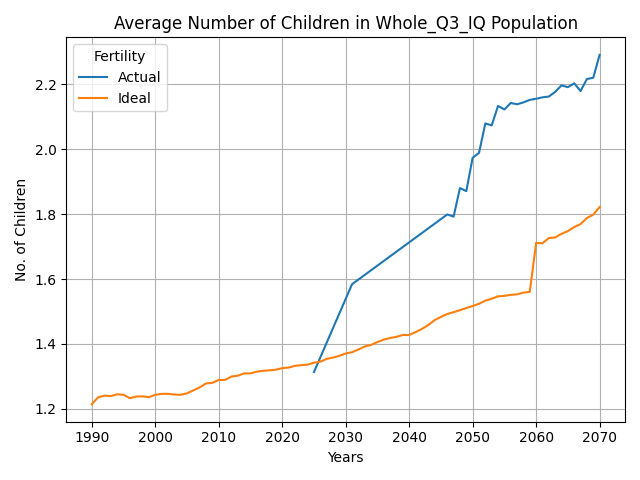 Average Number of Children in Whole_Q3_IQ Population
Fertility
Actual
Ideal
No. of Children
2.2
2.0
1.8
1.6
1.4
1.2
1990 2000 2010 2020 2030 2040 2050 2060 2070
Years